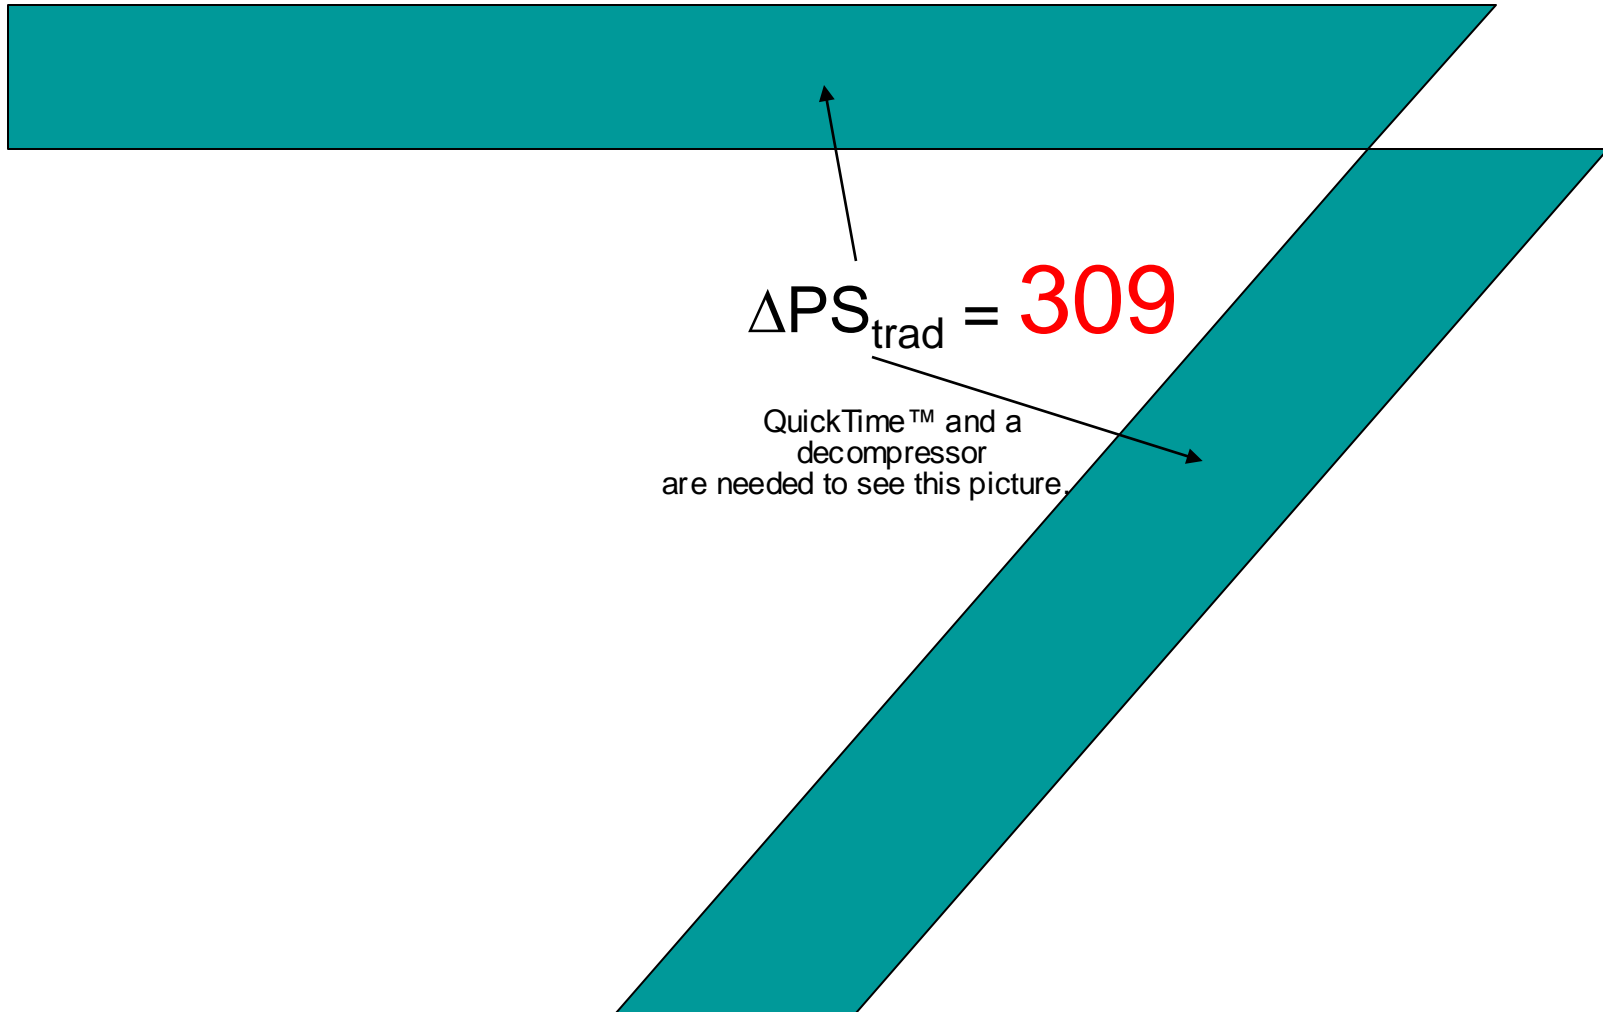 ΔPStrad = 309
QuickTime™ and a
decompressor
are needed to see this picture.